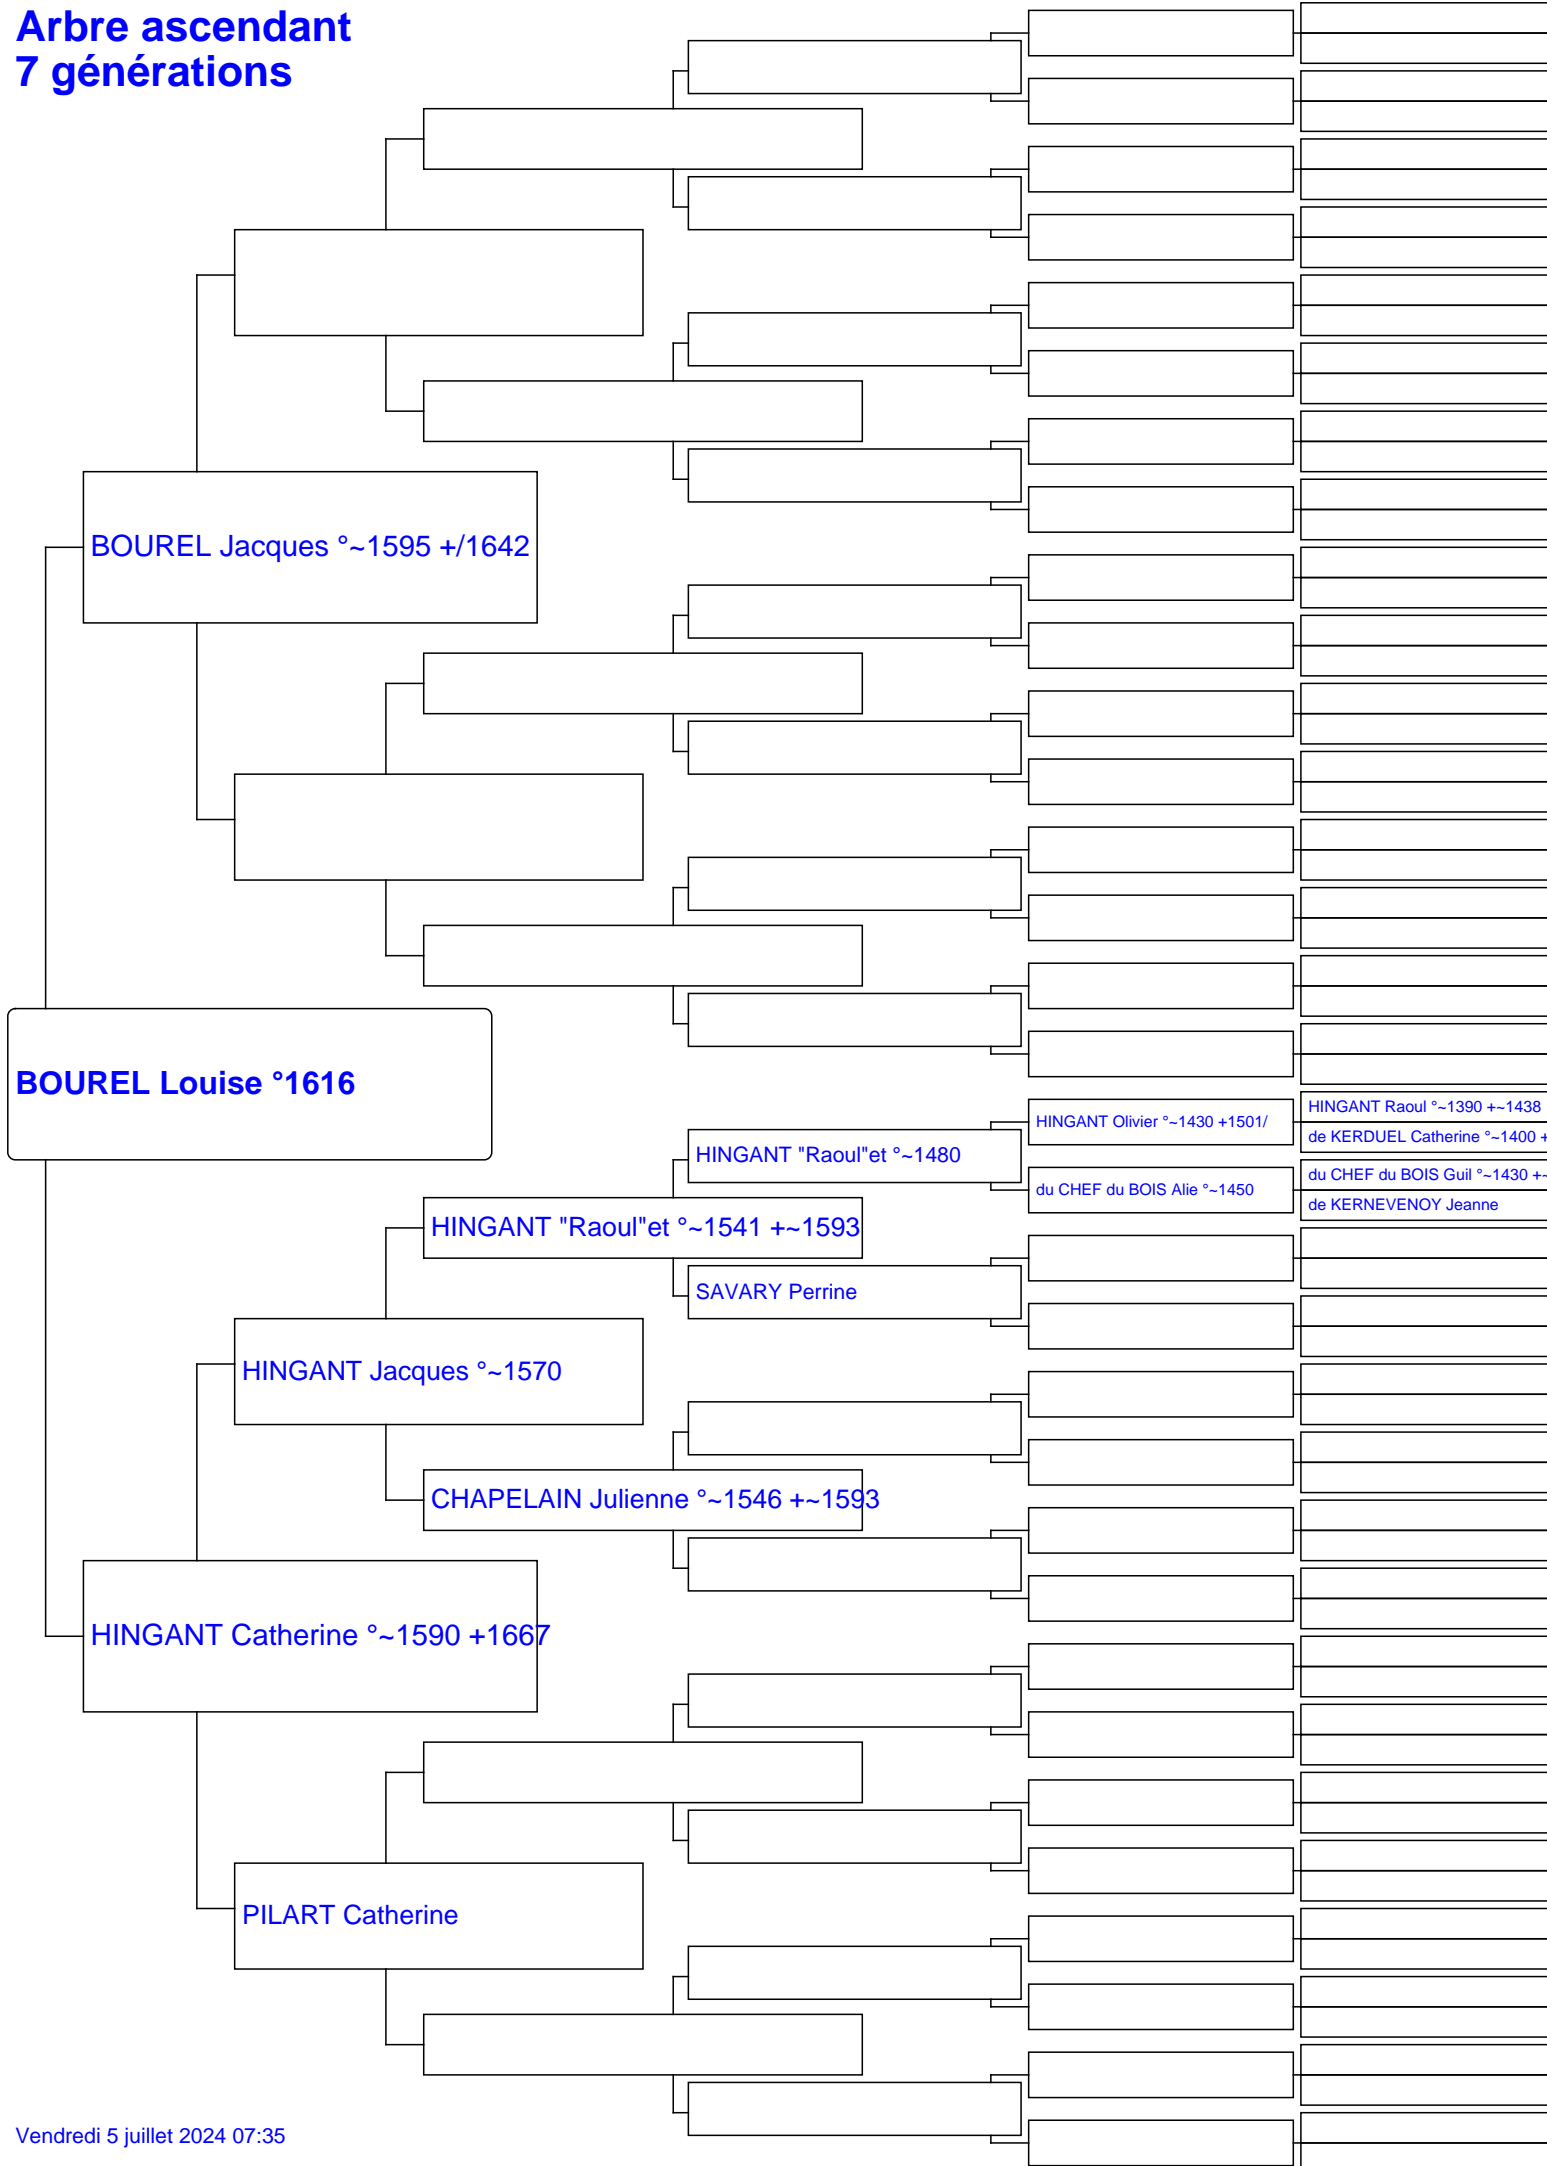 Arbre ascendant
7 générations
BOUREL Jacques °~1595 +/1642
BOUREL Louise °1616
HINGANT Olivier °~1430 +1501/
HINGANT Raoul °~1390 +~1438
de KERDUEL Catherine °~1400 +
HINGANT "Raoul"et °~1480
du CHEF du BOIS Alie °~1450
du CHEF du BOIS Guil °~1430 +~
de KERNEVENOY Jeanne
HINGANT "Raoul"et °~1541 +~1593
SAVARY Perrine
HINGANT Jacques °~1570
CHAPELAIN Julienne °~1546 +~1593
HINGANT Catherine °~1590 +1667
PILART Catherine
Vendredi 5 juillet 2024 07:35